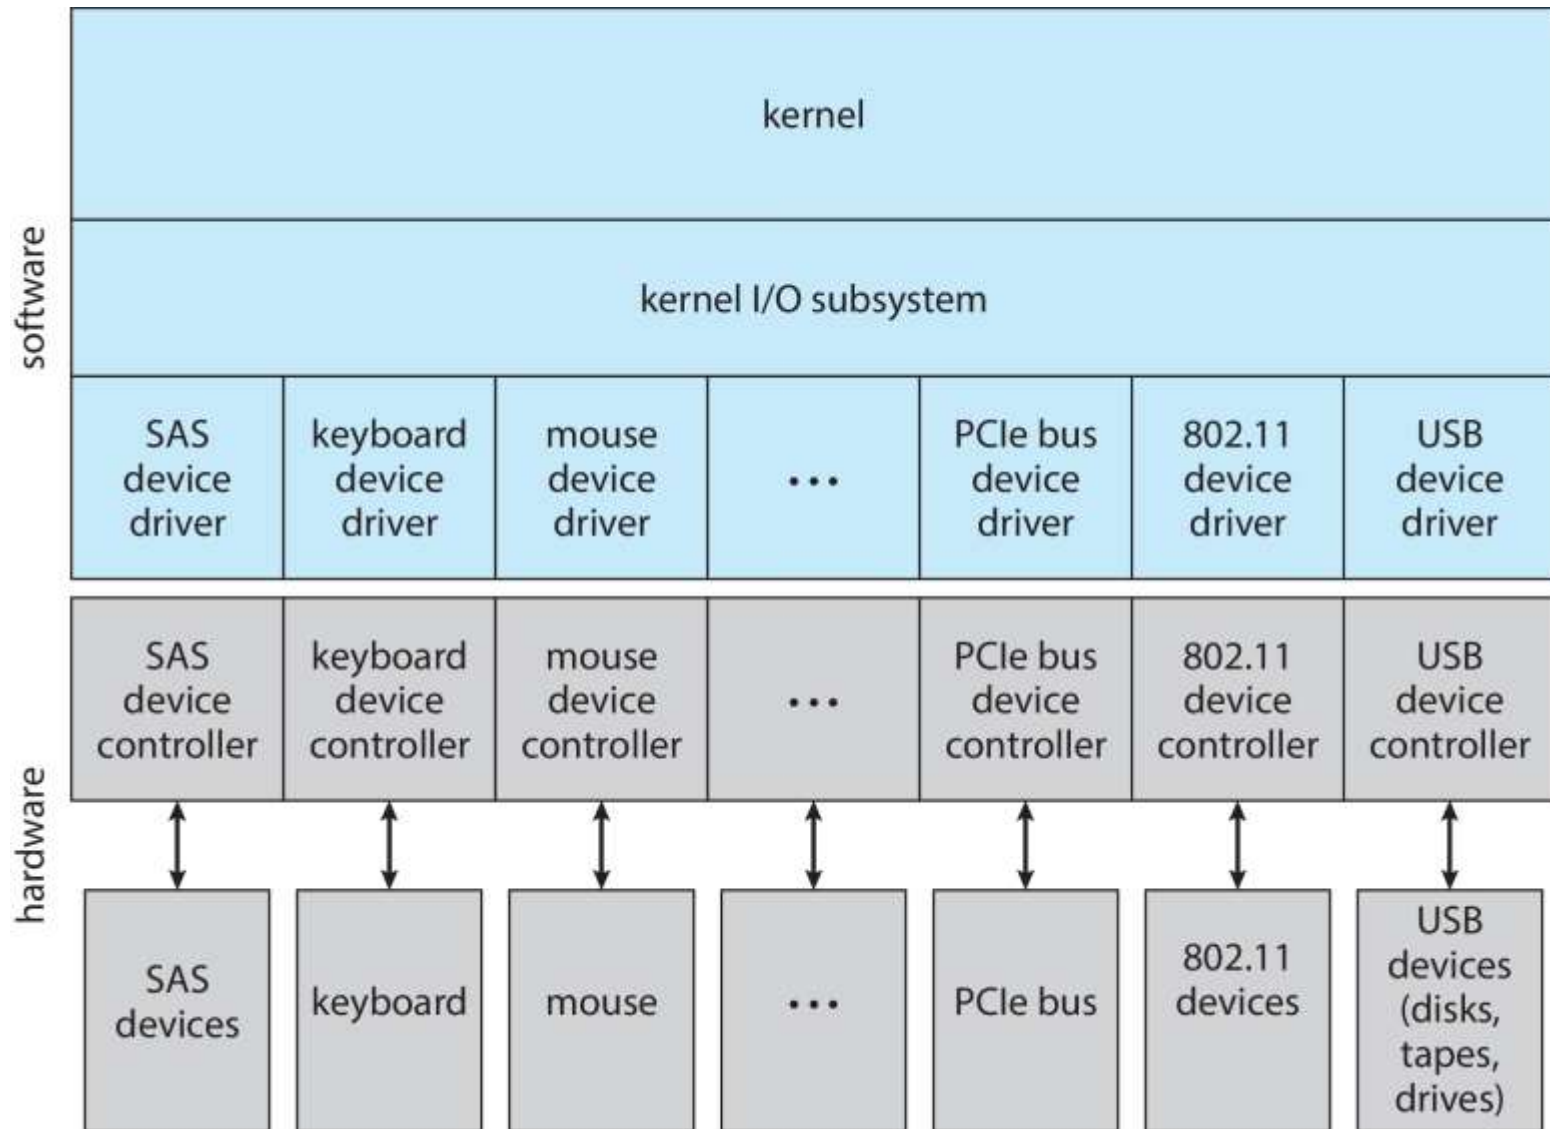 kernel
kernel I/O subsystem
software
SAS
device
driver
keyboard
device
driver
mouse
device
driver
...
PCIe bus
device
driver
802.11
device
driver
USB
device
driver
SAS
device
controller
keyboard
device
controller
mouse
device
controller
...
PCIe bus
device
controller
802.11
device
controller
USB
device
controller
hardware
SAS
devices
keyboard
mouse
...
PCIe bus
802.11
devices
USB
devices
(disks,
tapes,
drives)